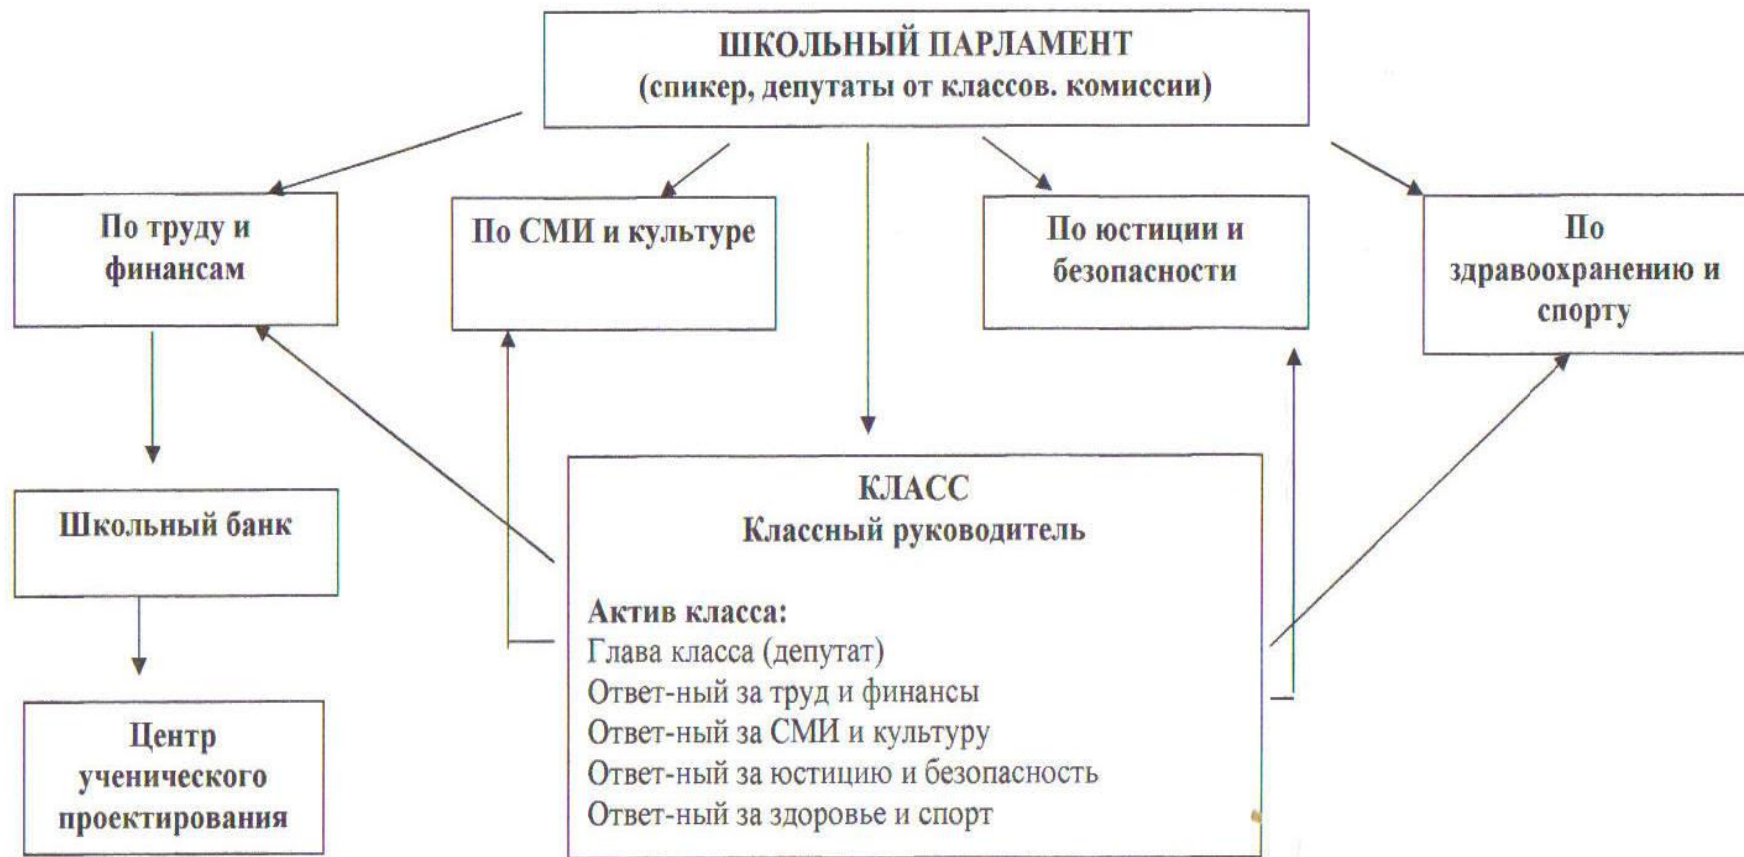 ШКОЛЬНЫЙ ПАРЛАМЕНТ
(спикер, депутаты от классов. комиссии)
По труду и
финансам
По СМИ и культуре
По юстиции и
безопасности
По
здравоохранению и
спорту
Школьный банк
Центр
ученического
проектирования
КЛАСС
Классный руководитель
Актив класса:
Глава класса (депутат)
Ответ-ный за труд и финансы
Ответ-ный за СМИ и культуру
Ответ-ный за юстицию и безопасность
Ответ-ный за здоровье и спорт